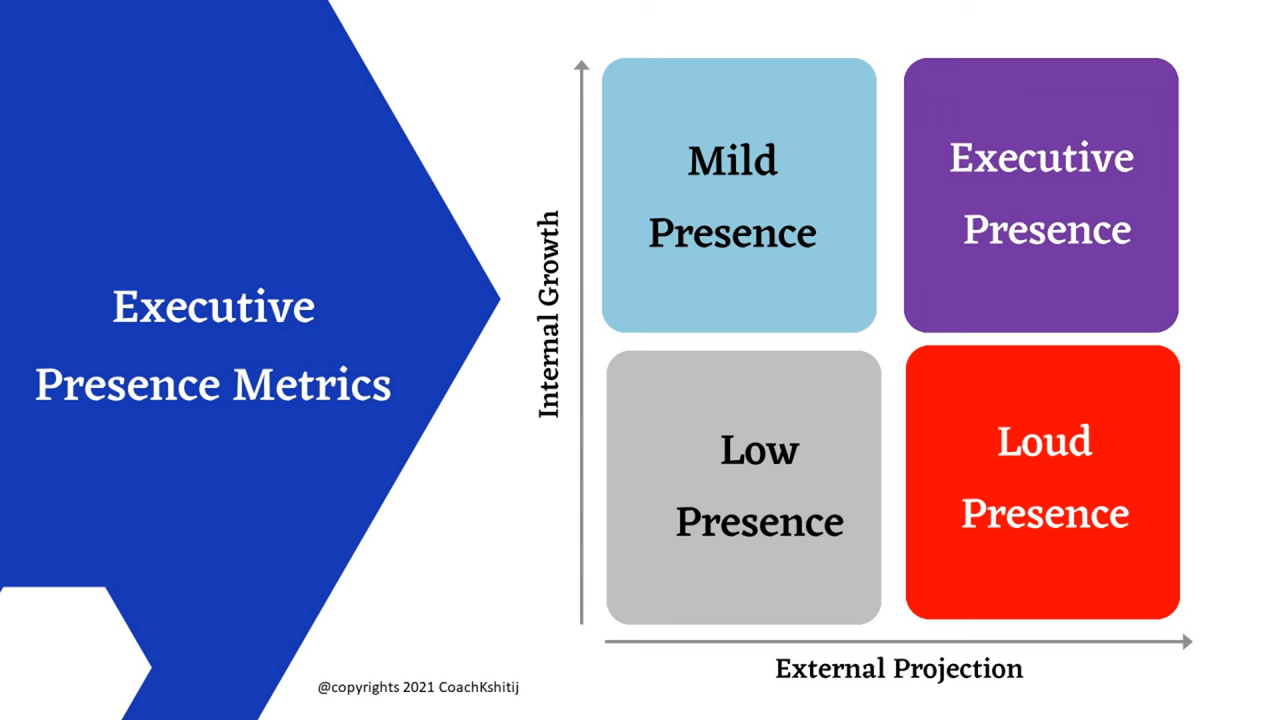 Executive
Presence Metrics
Internal Growth
Mild
Presence
Executive
Presence
Low
Presence
Loud
Presence
External Projection
@copyrights 2021 CoachKshitij